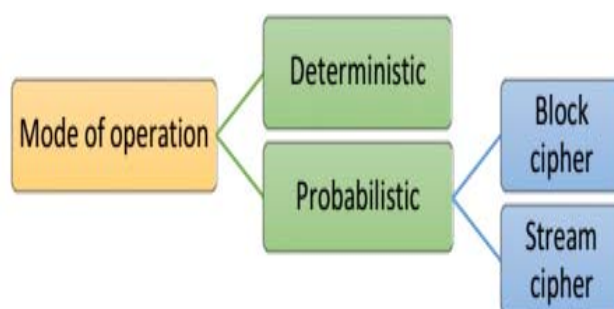 Mode of operation
Deterministic
Probabilistic
Block
cipher
Stream
cipher